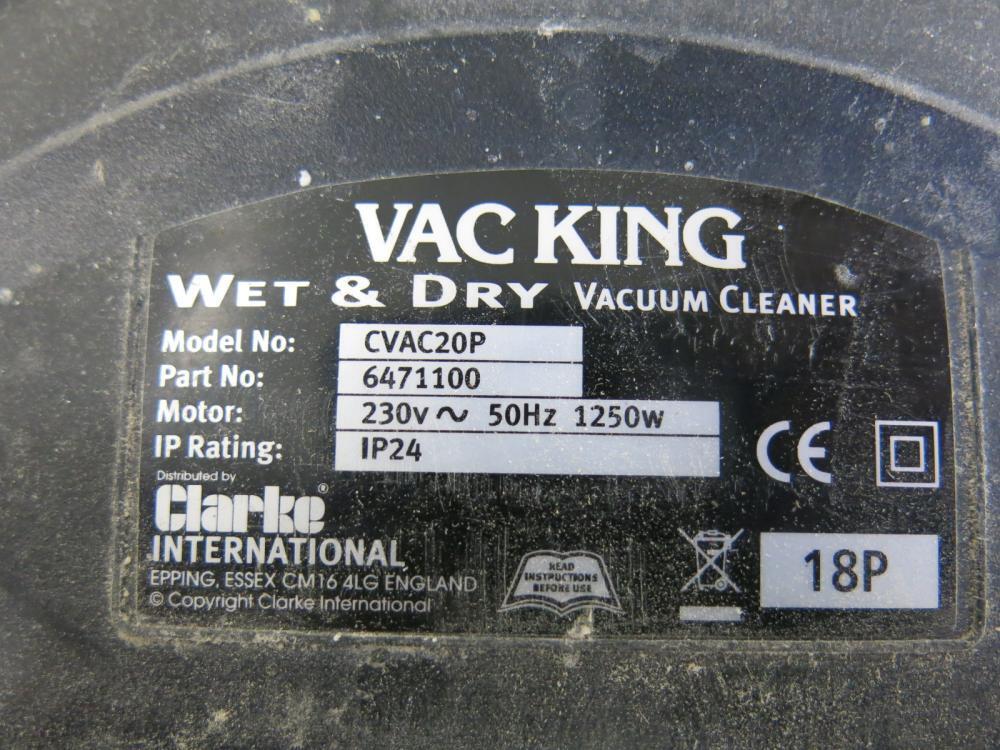 VAC KING
WET & DRY VACUUM CLEANER
Model No: CVAC20P
Part No: 6471100
Motor: 230v ~ 50Hz 1250w
IP Rating: IP24
Distributed by
Clarke®
INTERNATIONAL
EPPING, ESSEX CM16 4LG ENGLAND
© Copyright Clarke International
READ
INSTRUCTIONS
BEFORE USE
CE
18P